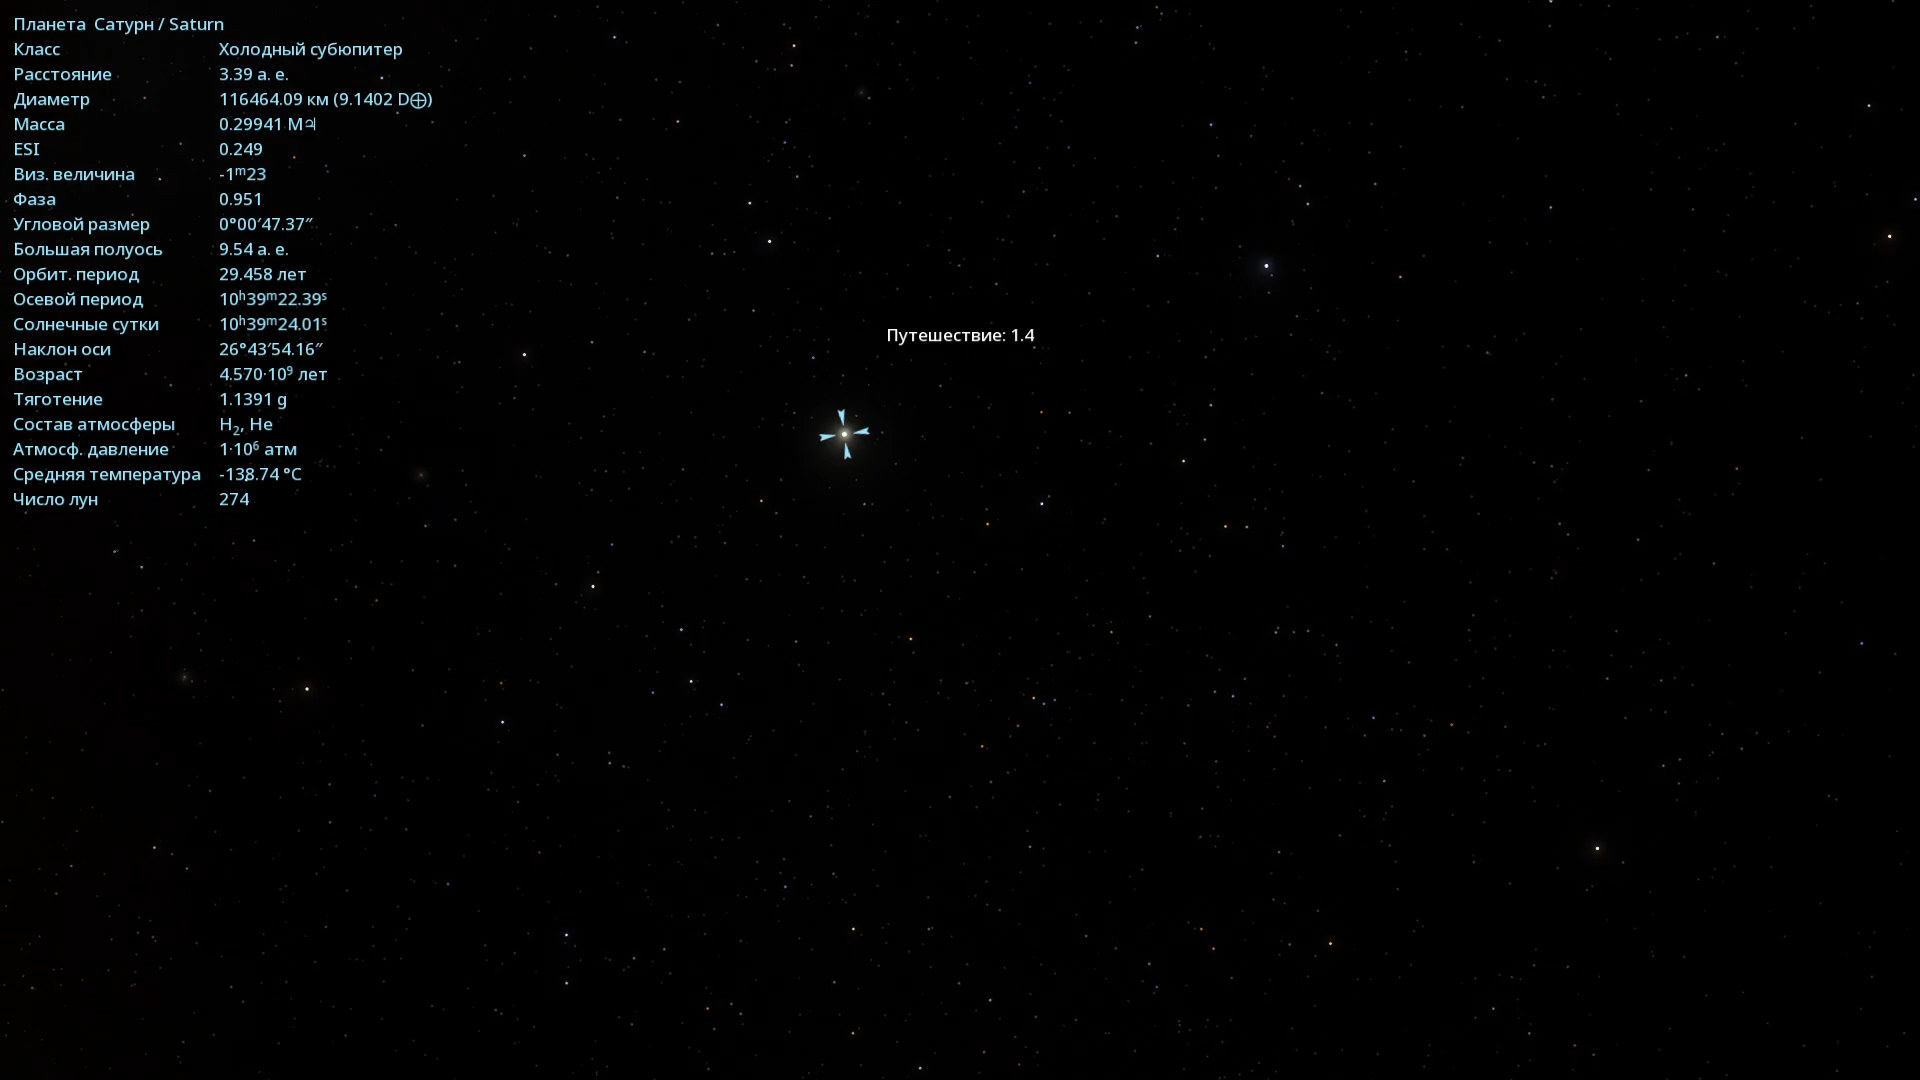 Планета Сатурн / Saturn
Класс Холодный субюпитер
Расстояние 3.39 а. е.
Диаметр 116464.09 км (9.1402 D⊕)
Масса 0.29941 M♃
ESI 0.249
Виз. величина -1ᵐ23
Фаза 0.951
Угловой размер 0°00′47.37″
Большая полуось 9.54 а. е.
Орбит. период 29.458 лет
Осевой период 10ʰ39ᵐ22.39ˢ
Солнечные сутки 10ʰ39ᵐ24.01ˢ
Наклон оси 26°43′54.16″
Возраст 4.570·10⁹ лет
Тяготение 1.1391 g
Состав атмосферы H₂, He
Атмосф. давление 1·10⁶ атм
Средняя температура -138.74 °C
Число лун 274
Путешествие: 1.4